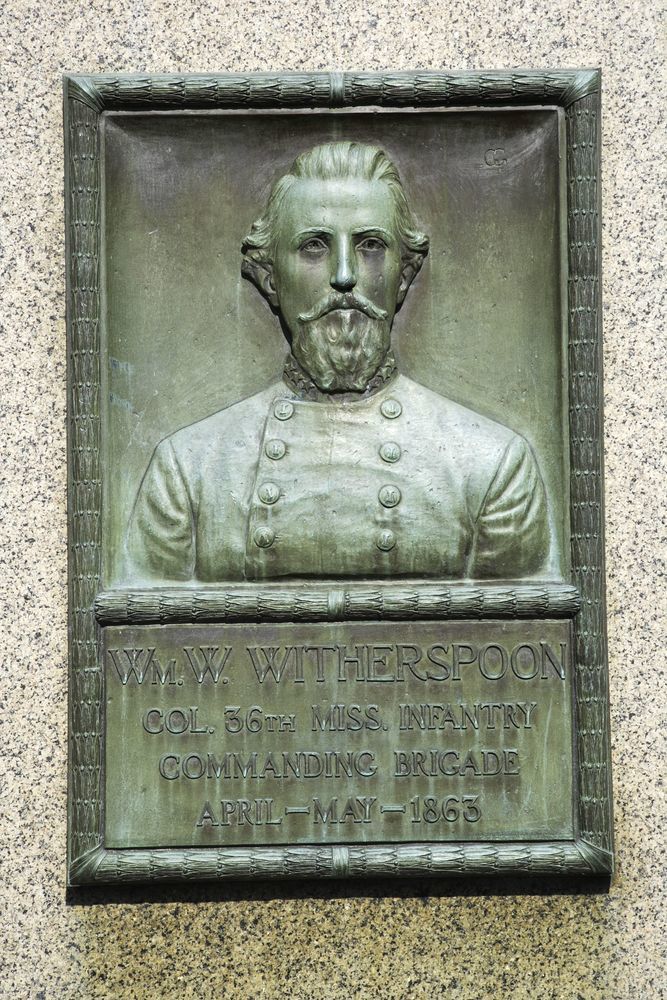 WM. W. WITHERSPOON
COL. 36TH MISS. INFANTRY
COMMANDING BRIGADE
APRIL–MAY–1863